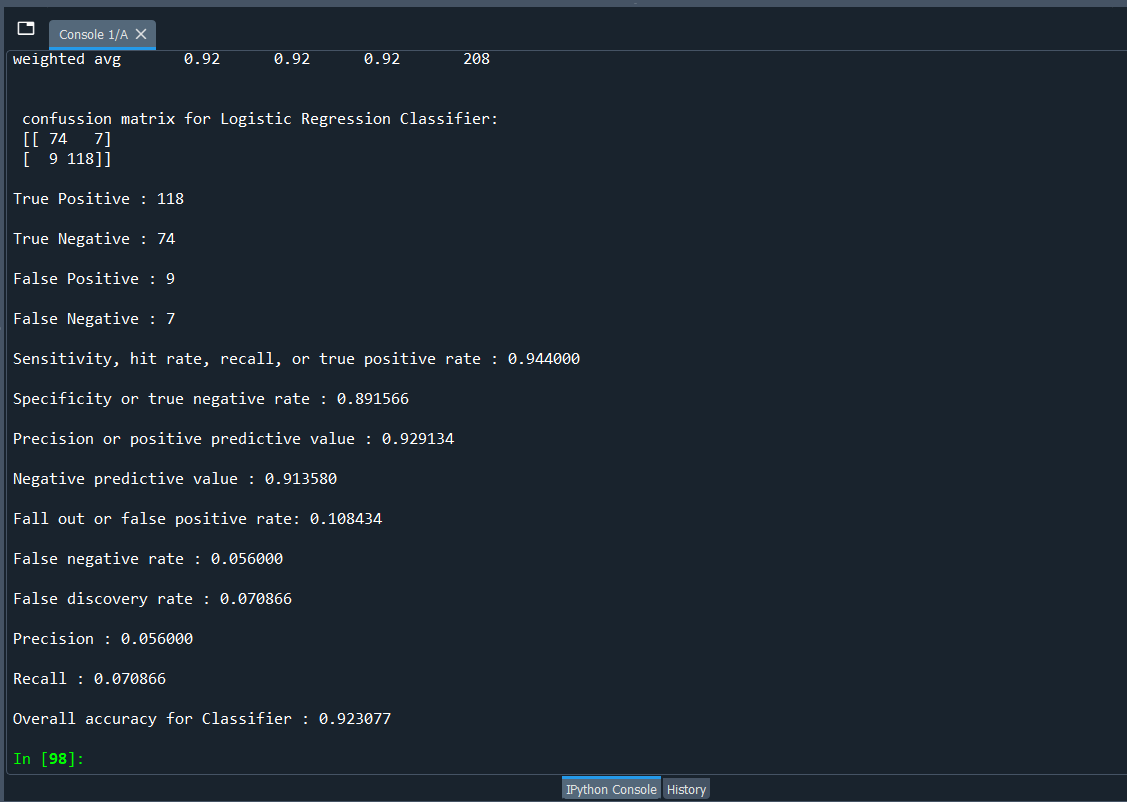 Console 1/A
weighted avg 0.92 0.92 0.92 208
confussion matrix for Logistic Regression Classifier:
[[ 74 7]
[ 9 118]]
True Positive : 118
True Negative : 74
False Positive : 9
False Negative : 7
Sensitivity, hit rate, recall, or true positive rate : 0.944000
Specificity or true negative rate : 0.891566
Precision or positive predictive value : 0.929134
Negative predictive value : 0.913580
Fall out or false positive rate: 0.108434
False negative rate : 0.056000
False discovery rate : 0.070866
Precision : 0.056000
Recall : 0.070866
Overall accuracy for Classifier : 0.923077
In [98]:
IPython Console History